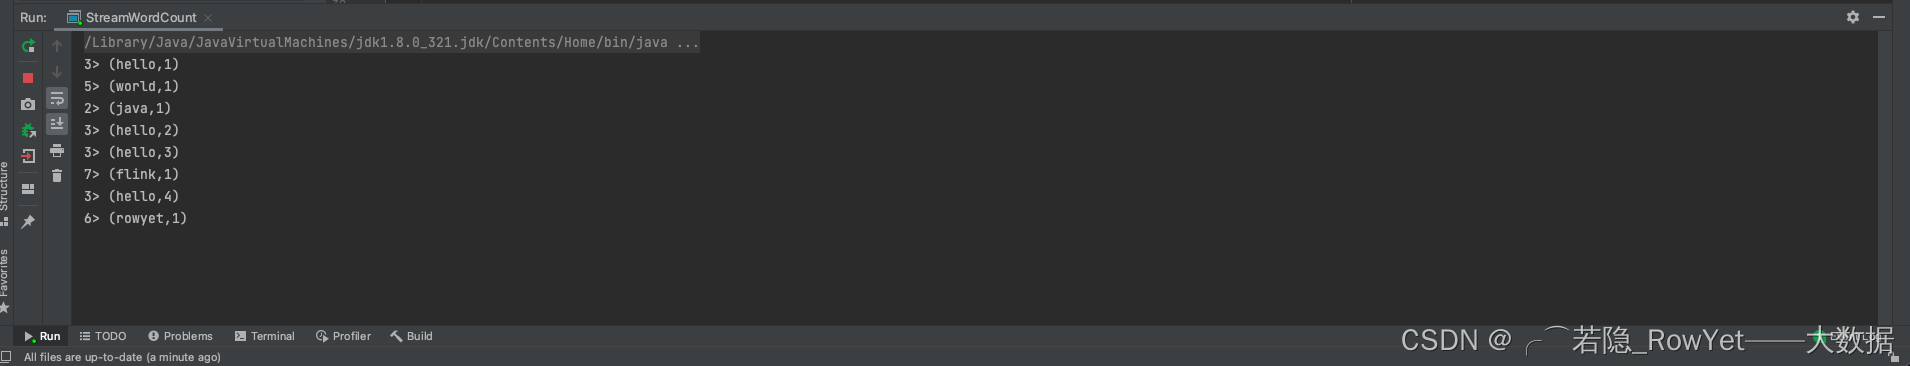 Run: StreamWordCount
/Library/Java/JavaVirtualMachines/jdk1.8.0_321.jdk/Contents/Home/bin/java ...
3> (hello,1)
5> (world,1)
2> (java,1)
3> (hello,2)
3> (hello,3)
7> (flink,1)
3> (hello,4)
6> (rowyet,1)
Structure
Favorites
Run TODO Problems Terminal Profiler Build
All files are up-to-date (a minute ago)
CSDN @╭⌒若隐_RowYet——大数据